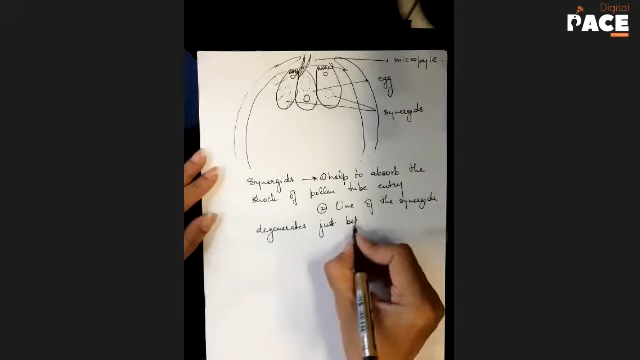 Digital
PACE
micropyle.
egg
synergids
Synergids → ① help to absorb the
shock of pollen tube entry
② One of the synergids
degenerates just bef